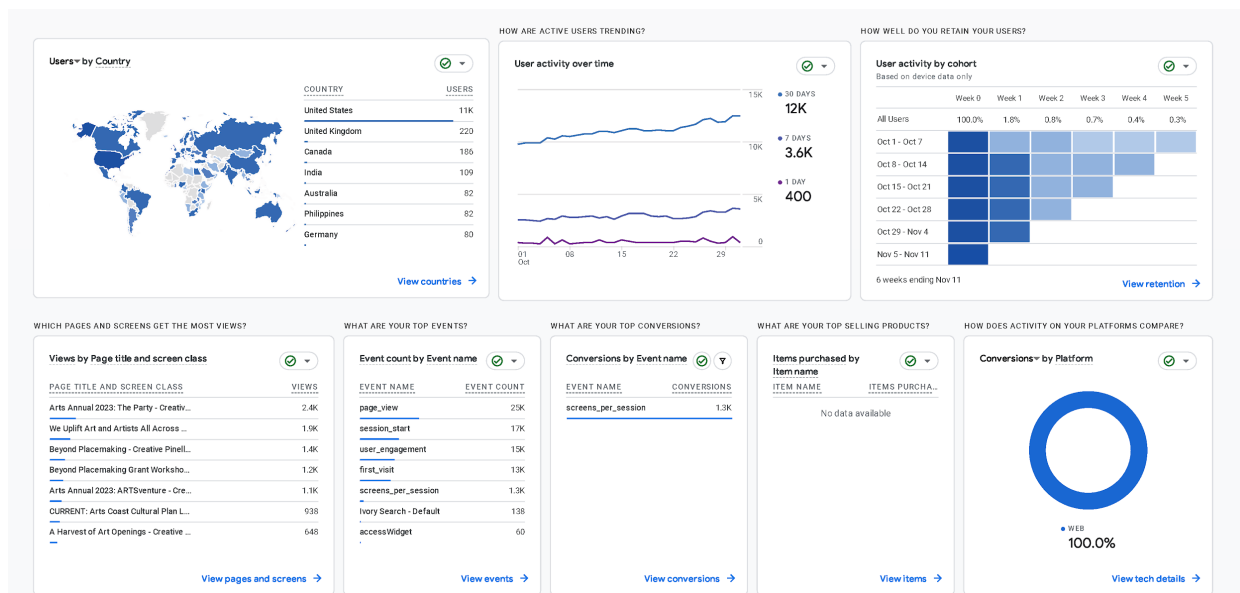 Users by Country
COUNTRY USERS
United States 11K
United Kingdom 220
Canada 186
India 109
Australia 82
Philippines 82
Germany 80
View countries
HOW ARE ACTIVE USERS TRENDING?
User activity over time
15K
10K
5K
0
01 Oct
08
15
22
29
30 DAYS
12K
7 DAYS
3.6K
1 DAY
400
HOW WELL DO YOU RETAIN YOUR USERS?
User activity by cohort
Based on device data only
Week 0 Week 1 Week 2 Week 3 Week 4 Week 5
All Users 100.0% 1.8% 0.8% 0.7% 0.4% 0.3%
Oct 1 - Oct 7
Oct 8 - Oct 14
Oct 15 - Oct 21
Oct 22 - Oct 28
Oct 29 - Nov 4
Nov 5 - Nov 11
6 weeks ending Nov 11
View retention
WHICH PAGES AND SCREENS GET THE MOST VIEWS?
Views by Page title and screen class
PAGE TITLE AND SCREEN CLASS VIEWS
Arts Annual 2023: The Party - Creativ... 2.4K
We Uplift Art and Artists All Across ... 1.9K
Beyond Placemaking - Creative Pinell... 1.4K
Beyond Placemaking Grant Worksho... 1.2K
Arts Annual 2023: ARTSventure - Cre... 1.1K
CURRENT: Arts Coast Cultural Plan L... 938
A Harvest of Art Openings - Creative ... 648
View pages and screens
WHAT ARE YOUR TOP EVENTS?
Event count by Event name
EVENT NAME EVENT COUNT
page_view 25K
session_start 17K
user_engagement 15K
first_visit 13K
screens_per_session 1.3K
Ivory Search - Default 138
accessWidget 60
View events
WHAT ARE YOUR TOP CONVERSIONS?
Conversions by Event name
EVENT NAME CONVERSIONS
screens_per_session 1.3K
View conversions
WHAT ARE YOUR TOP SELLING PRODUCTS?
Items purchased by
Item name
ITEM NAME ITEMS PURCHA...
No data available
View items
HOW DOES ACTIVITY ON YOUR PLATFORMS COMPARE?
Conversions by Platform
WEB
100.0%
View tech details